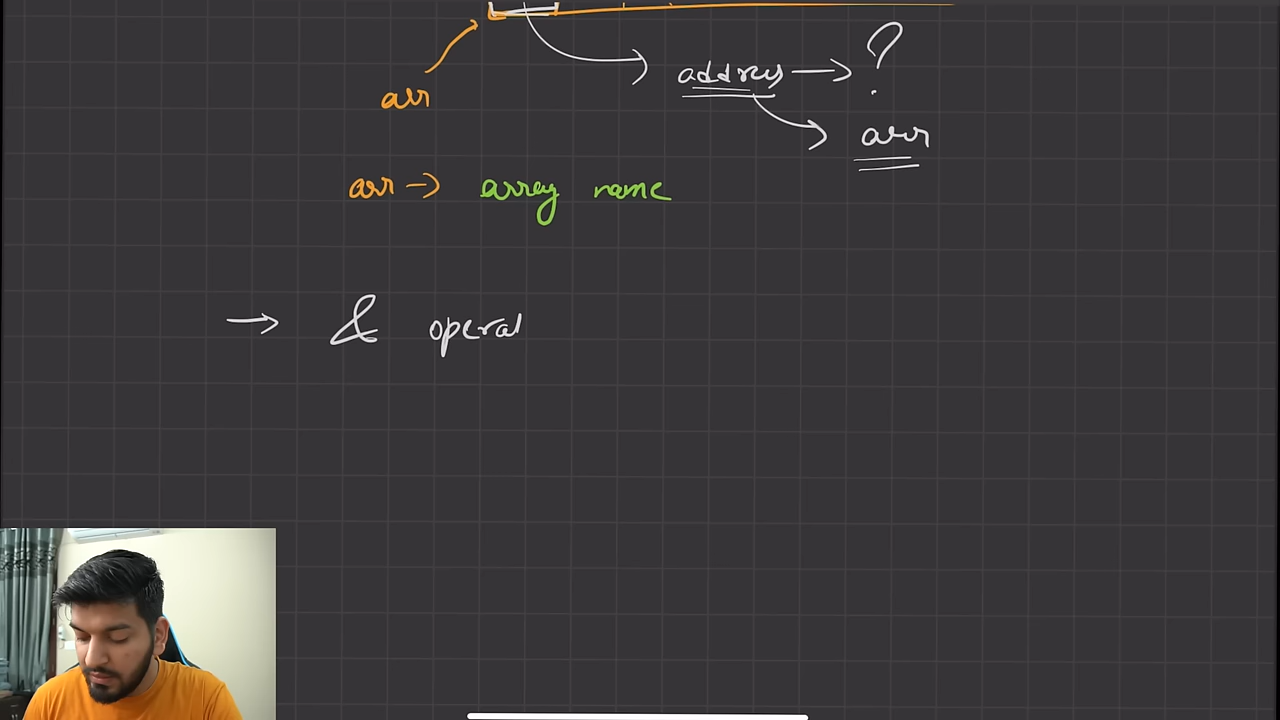 address → ?
arr
arr
arr → array name
→ & operat